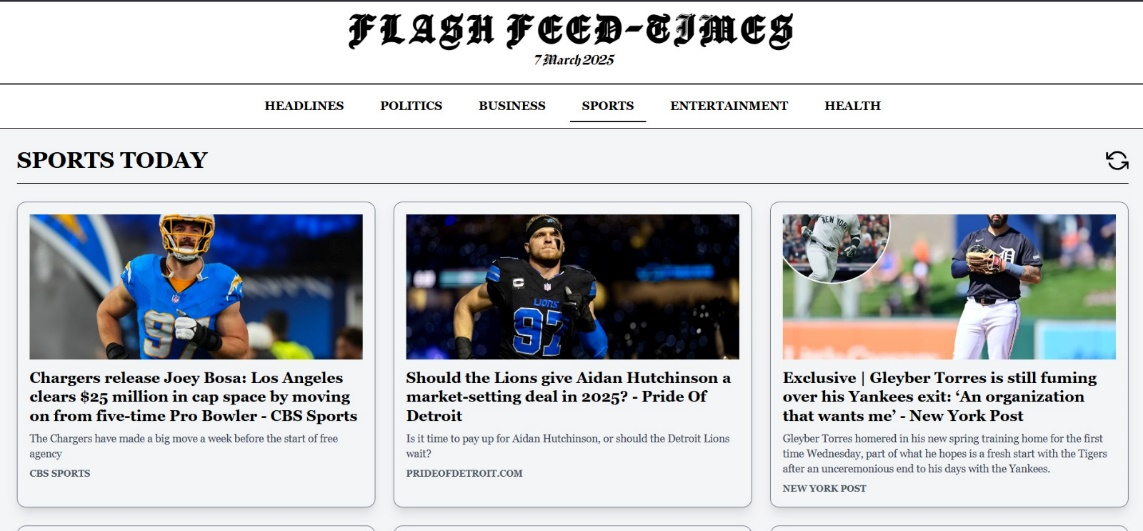 FLASH FEED-TIMES
7 March 2025
HEADLINES POLITICS BUSINESS SPORTS ENTERTAINMENT HEALTH
SPORTS TODAY
LIONS
97
NEW YORK
D
Chargers release Joey Bosa: Los Angeles
clears $25 million in cap space by moving
on from five-time Pro Bowler - CBS Sports
The Chargers have made a big move a week before the start of free
agency
CBS SPORTS
Should the Lions give Aidan Hutchinson a
market-setting deal in 2025? - Pride Of
Detroit
Is it time to pay up for Aidan Hutchinson, or should the Detroit Lions
wait?
PRIDEOFDETROIT.COM
Exclusive | Gleyber Torres is still fuming
over his Yankees exit: ‘An organization
that wants me’ - New York Post
Gleyber Torres homered in his new spring training home for the first
time Wednesday, part of what he hopes is a fresh start with the Tigers
after an unceremonious end to his days with the Yankees.
NEW YORK POST